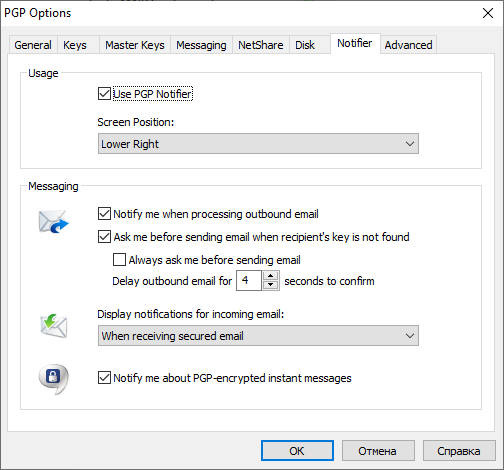 PGP Options
General Keys Master Keys Messaging NetShare Disk Notifier Advanced
Usage
Use PGP Notifier
Screen Position:
Lower Right
Messaging
Notify me when processing outbound email
Ask me before sending email when recipient's key is not found
Always ask me before sending email
Delay outbound email for 4 seconds to confirm
Display notifications for incoming email:
When receiving secured email
Notify me about PGP-encrypted instant messages
OK Отмена Справка